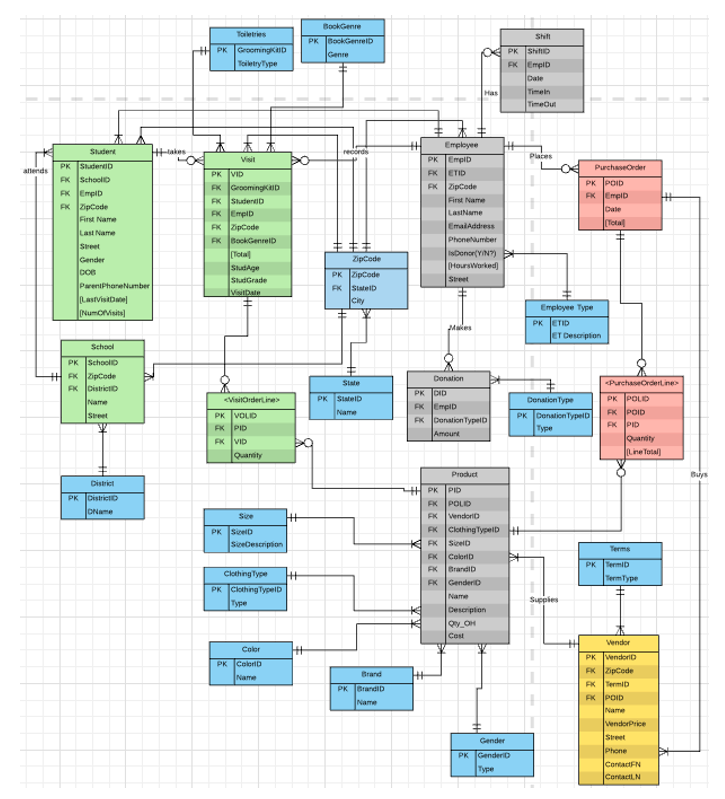 Toiletries
PK GroomingKitID
ToiletryType
BookGenre
PK BookGenreID
Genre
Shift
PK ShiftID
FK EmpID
Date
TimeIn
TimeOut
Has
Student
PK StudentID
FK SchoolID
FK EmpID
FK ZipCode
First Name
Last Name
Street
Gender
DOB
ParentPhoneNumber
[LastVisitDate]
[NumOfVisits]
takes
attends
Visit
PK VID
FK GroomingKitID
FK StudentID
FK EmpID
FK ZipCode
FK BookGenreID
[Total]
StudAge
StudGrade
VisitDate
records
Employee
PK EmpID
FK ETID
FK ZipCode
First Name
LastName
EmailAddress
PhoneNumber
IsDonor(Y/N?)
[HoursWorked]
Street
Places
PurchaseOrder
PK POID
FK EmpID
Date
[Total]
ZipCode
PK ZipCode
FK StateID
City
Employee Type
PK ETID
ET Description
Makes
School
PK SchoolID
FK ZipCode
FK DistrictID
Name
Street
State
PK StateID
Name
Donation
PK DID
FK EmpID
FK DonationTypeID
Amount
DonationType
PK DonationTypeID
Type
<PurchaseOrderLine>
PK POLID
FK POID
FK PID
Quantity
[LineTotal]
<VisitOrderLine>
PK VOLID
FK PID
FK VID
Quantity
Buys
District
PK DistrictID
DName
Product
PK PID
FK POLID
FK VendorID
FK ClothingTypeID
FK SizeID
FK ColorID
FK BrandID
FK GenderID
Name
Description
Qty_OH
Cost
Size
PK SizeID
SizeDescription
ClothingType
PK ClothingTypeID
Type
Supplies
Terms
PK TermID
TermType
Color
PK ColorID
Name
Brand
PK BrandID
Name
Vendor
PK VendorID
FK ZipCode
FK TermID
FK POID
Name
VendorPrice
Street
Phone
ContactFN
ContactLN
Gender
PK GenderID
Type